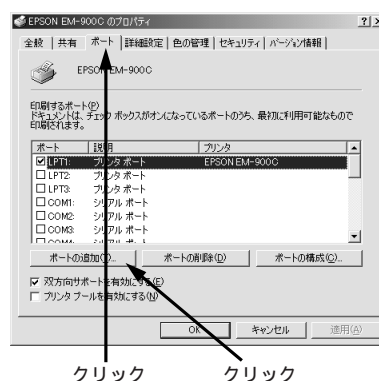 EPSON EM-900C のプロパティ
全般 共有 ポート 詳細設定 色の管理 セキュリティ バージョン情報
EPSON EM-900C
印刷するポート(P)
ドキュメントは、チェック ボックスがオンになっているポートのうち、最初に利用可能なもので
印刷されます。
ポート 説明 プリンタ
LPT1: プリンタ ポート EPSON EM-900C
LPT2: プリンタ ポート
LPT3: プリンタ ポート
COM1: シリアル ポート
COM2: シリアル ポート
COM3: シリアル ポート
COM4: シリアル ポート
ポートの追加(T)... ポートの削除(D) ポートの構成(C)...
双方向サポートを有効にする(E)
プリンタ プールを有効にする(N)
OK キャンセル 適用(A)
クリック クリック